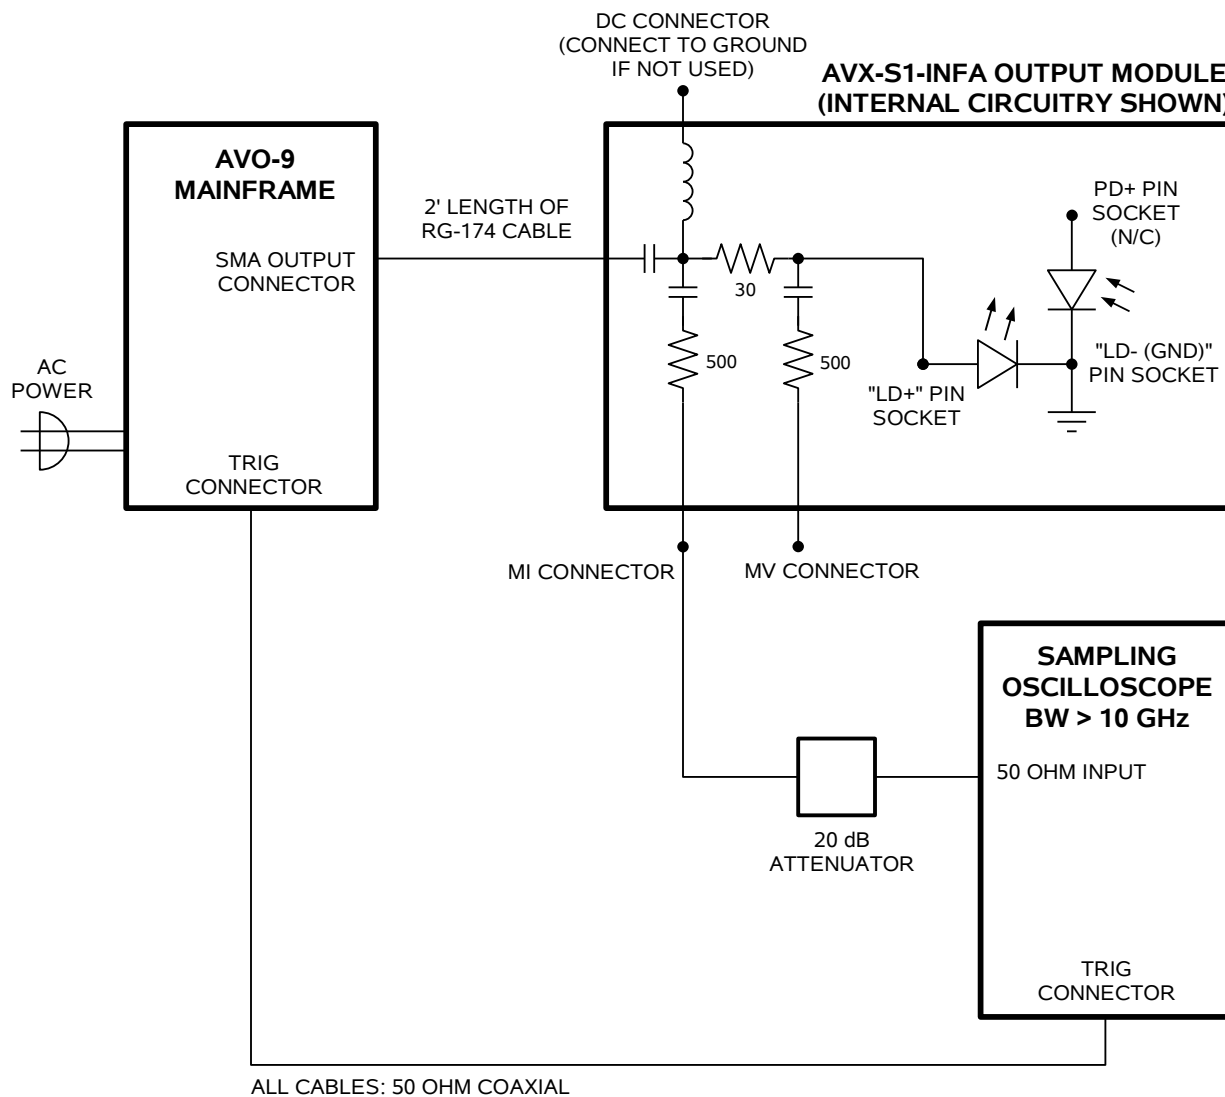 DC CONNECTOR
(CONNECT TO GROUND
IF NOT USED)
AVX-S1-INFA OUTPUT MODULE
(INTERNAL CIRCUITRY SHOWN)
AVO-9
MAINFRAME
2' LENGTH OF
RG-174 CABLE
SMA OUTPUT
CONNECTOR
PD+ PIN
SOCKET
(N/C)
30
500
500
"LD+" PIN
SOCKET
"LD- (GND)"
PIN SOCKET
AC
POWER
TRIG
CONNECTOR
MI CONNECTOR
MV CONNECTOR
SAMPLING
OSCILLOSCOPE
BW > 10 GHz
50 OHM INPUT
20 dB
ATTENUATOR
TRIG
CONNECTOR
ALL CABLES: 50 OHM COAXIAL